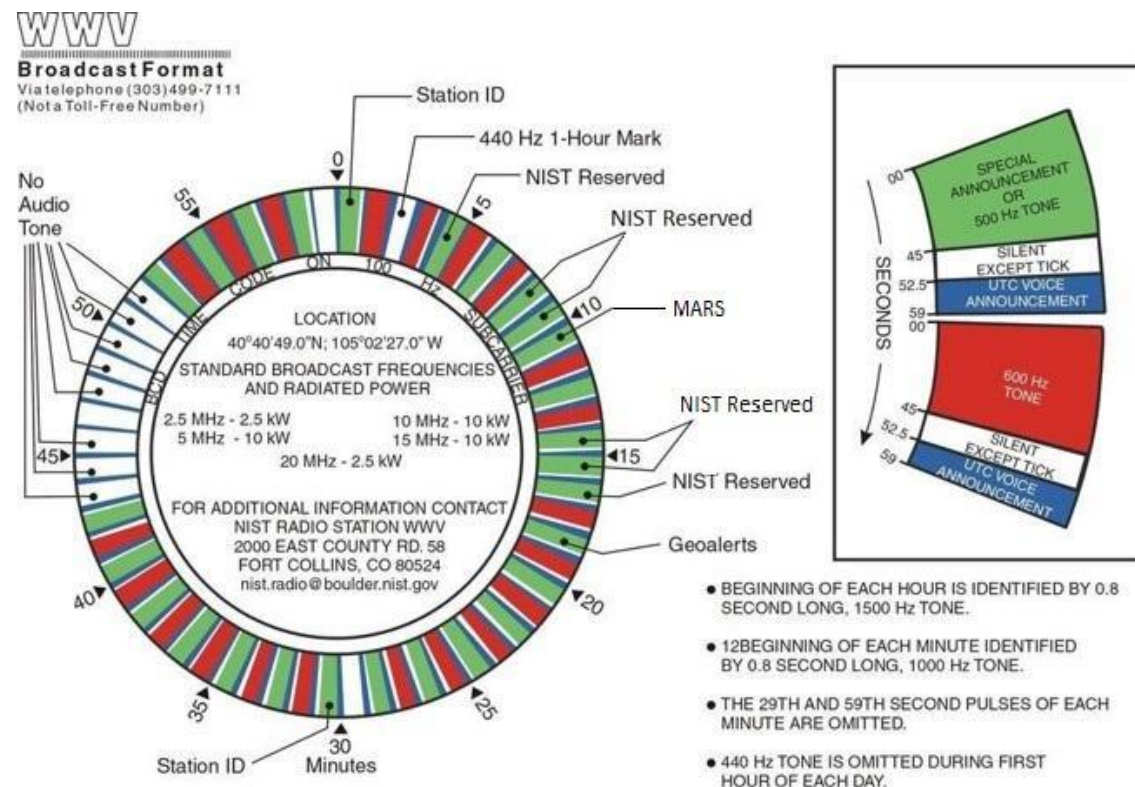 WWV
Broadcast Format
Via telephone (303)499-7111
(Not a Toll-Free Number)
Station ID
440 Hz 1-Hour Mark
NIST Reserved
NIST Reserved
MARS
NIST Reserved
NIST Reserved
Geoalerts
No
Audio
Tone
0
5
10
15
20
25
30
Minutes
35
40
45
50
55
Station ID
BCD TIME CODE ON 100 Hz SUBCARRIER
LOCATION
40°40'49.0"N; 105°02'27.0" W
STANDARD BROADCAST FREQUENCIES
AND RADIATED POWER
2.5 MHz - 2.5 kW 10 MHz - 10 kW
5 MHz - 10 kW 15 MHz - 10 kW
20 MHz - 2.5 kW
FOR ADDITIONAL INFORMATION CONTACT
NIST RADIO STATION WWV
2000 EAST COUNTY RD. 58
FORT COLLINS, CO 80524
nist.radio@boulder.nist.gov
SECONDS
00
SPECIAL
ANNOUNCEMENT
OR
500 Hz TONE
45
SILENT
EXCEPT TICK
52.5
UTC VOICE
ANNOUNCEMENT
59
00
600 Hz
TONE
45
SILENT
EXCEPT TICK
52.5
UTC VOICE
ANNOUNCEMENT
59
● BEGINNING OF EACH HOUR IS IDENTIFIED BY 0.8
SECOND LONG, 1500 Hz TONE.
● 12BEGINNING OF EACH MINUTE IDENTIFIED
BY 0.8 SECOND LONG, 1000 Hz TONE.
● THE 29TH AND 59TH SECOND PULSES OF EACH
MINUTE ARE OMITTED.
● 440 Hz TONE IS OMITTED DURING FIRST
HOUR OF EACH DAY.